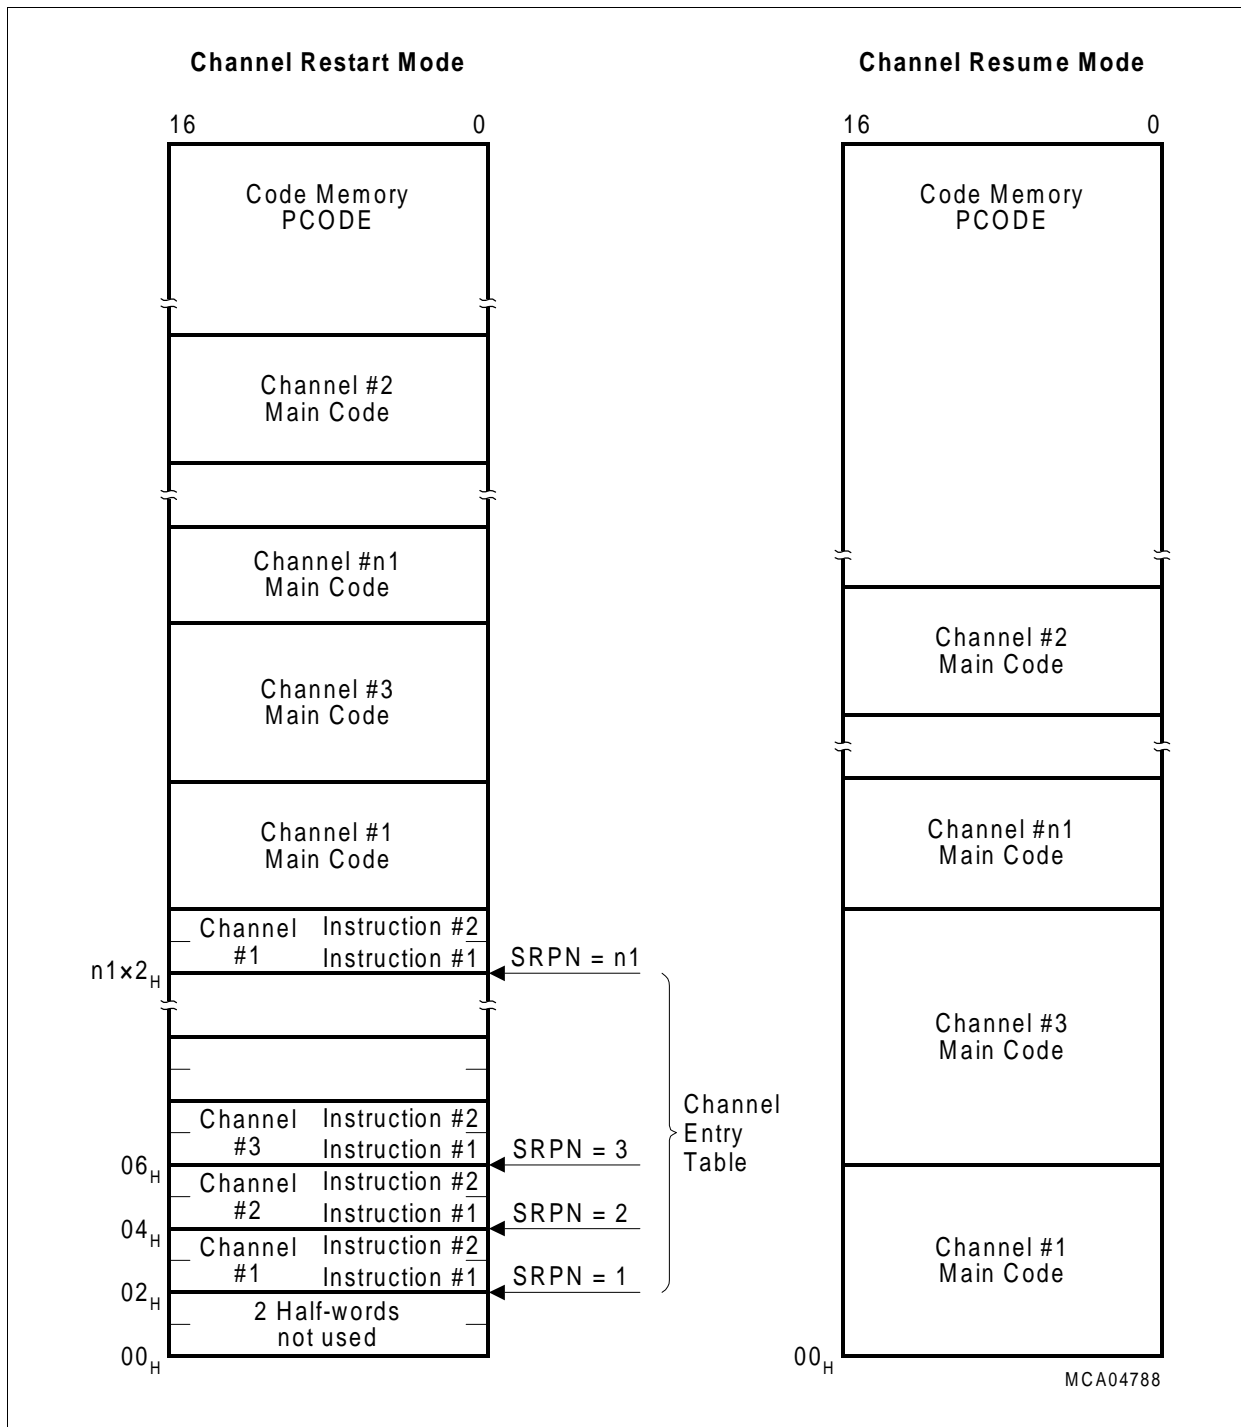 Channel Restart Mode
Channel Resume Mode
16 0
16 0
Code Memory
PCODE
Code Memory
PCODE
Channel #2
Main Code
Channel #n1
Main Code
Channel #2
Main Code
Channel #3
Main Code
Channel #n1
Main Code
Channel #1
Main Code
Channel #1
Instruction #2
Instruction #1
n1×2H
SRPN = n1
Channel #3
Main Code
Channel
Entry
Table
Channel #3
Instruction #2
Instruction #1
06H
SRPN = 3
Channel #2
Instruction #2
Instruction #1
04H
SRPN = 2
Channel #1
Instruction #2
Instruction #1
02H
SRPN = 1
Channel #1
Main Code
2 Half-words
not used
00H
00H
MCA04788